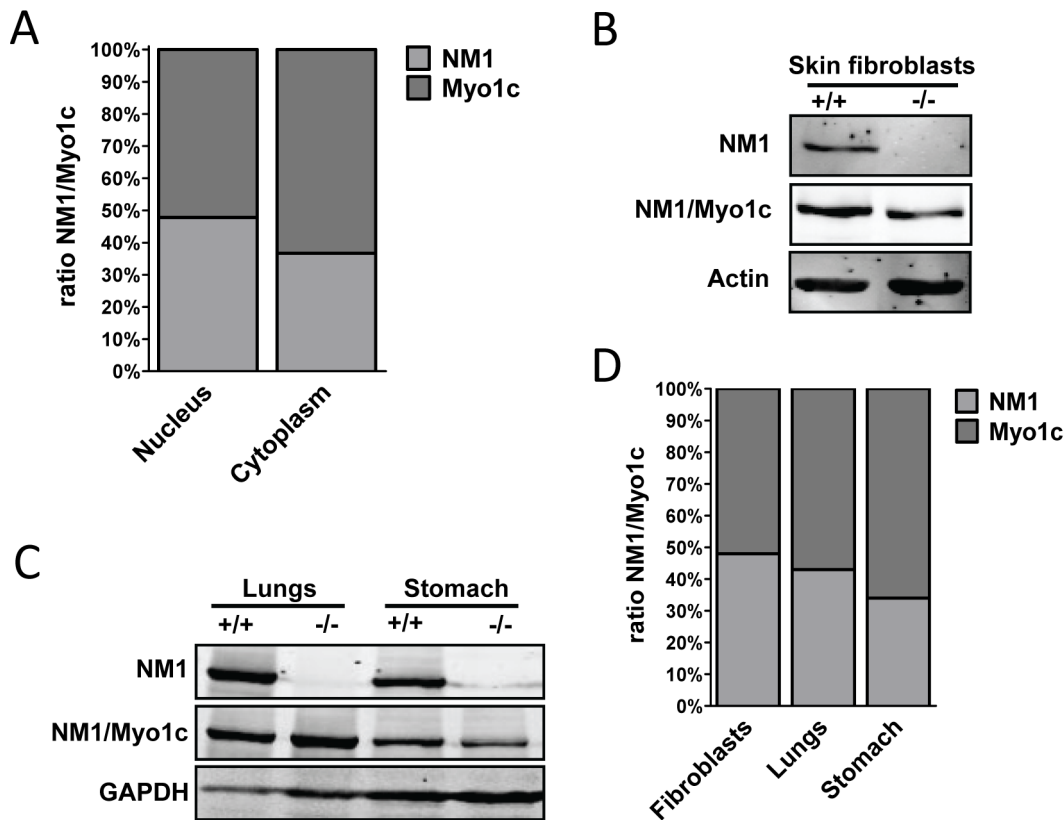 A
100%
90%
80%
70%
60%
50%
40%
30%
20%
10%
0%
ratio NM1/Myo1c
Nucleus
Cytoplasm
NM1
Myo1c
B
Skin fibroblasts
+/+ -/-
NM1
NM1/Myo1c
Actin
C
Lungs Stomach
+/+ -/- +/+ -/-
NM1
NM1/Myo1c
GAPDH
D
100%
90%
80%
70%
60%
50%
40%
30%
20%
10%
0%
ratio NM1/Myo1c
Fibroblasts
Lungs
Stomach
NM1
Myo1c